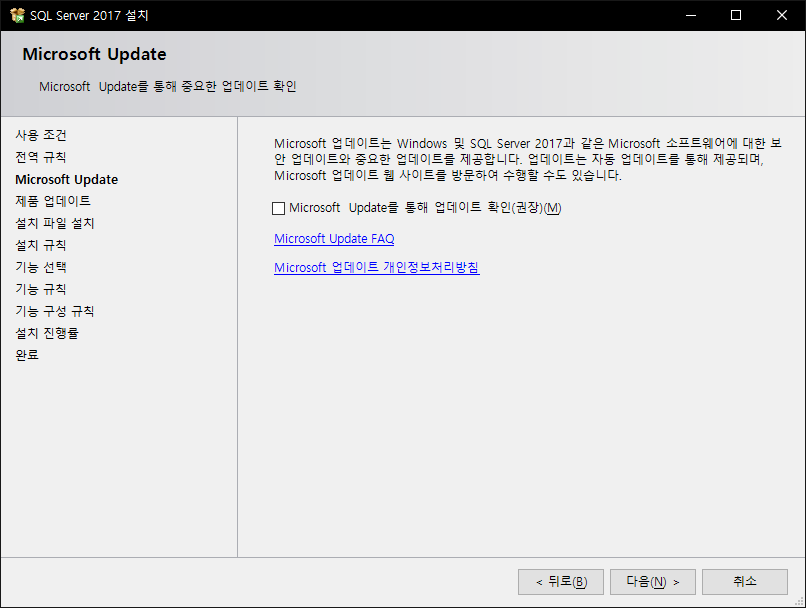 SQL Server 2017 설치
Microsoft Update
Microsoft Update를 통해 중요한 업데이트 확인
사용 조건
전역 규칙
Microsoft Update
제품 업데이트
설치 파일 설치
설치 규칙
기능 선택
기능 규칙
기능 구성 규칙
설치 진행률
완료
Microsoft 업데이트는 Windows 및 SQL Server 2017과 같은 Microsoft 소프트웨어에 대한 보
안 업데이트와 중요한 업데이트를 제공합니다. 업데이트는 자동 업데이트를 통해 제공되며,
Microsoft 업데이트 웹 사이트를 방문하여 수행할 수도 있습니다.
Microsoft Update를 통해 업데이트 확인(권장)(M)
Microsoft Update FAQ
Microsoft 업데이트 개인정보처리방침
< 뒤로(B)
다음(N) >
취소